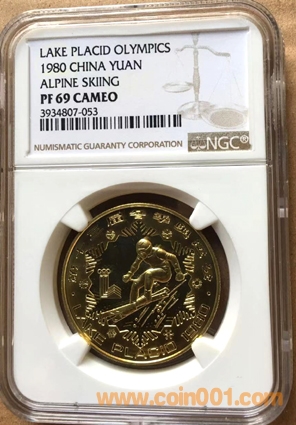 LAKE PLACID OLYMPICS
1980 CHINA YUAN
ALPINE SKIING
PF 69 CAMEO
3934807-053
NUMISMATIC GUARANTY CORPORATION
NGC
LAKE PLACID 1980
www.coin001.com